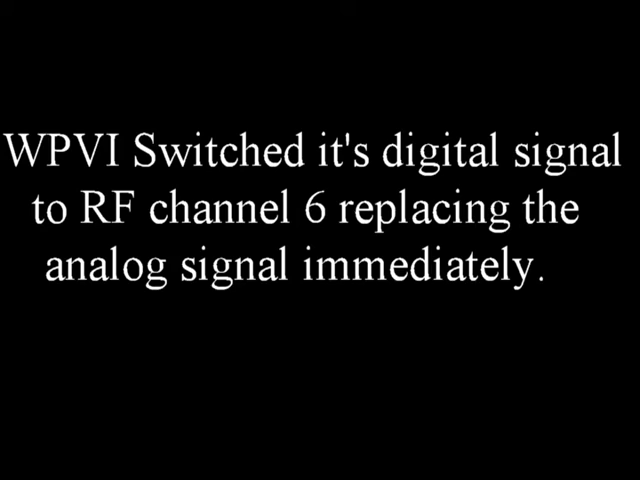 WPVI Switched it's digital signal
to RF channel 6 replacing the
analog signal immediately.